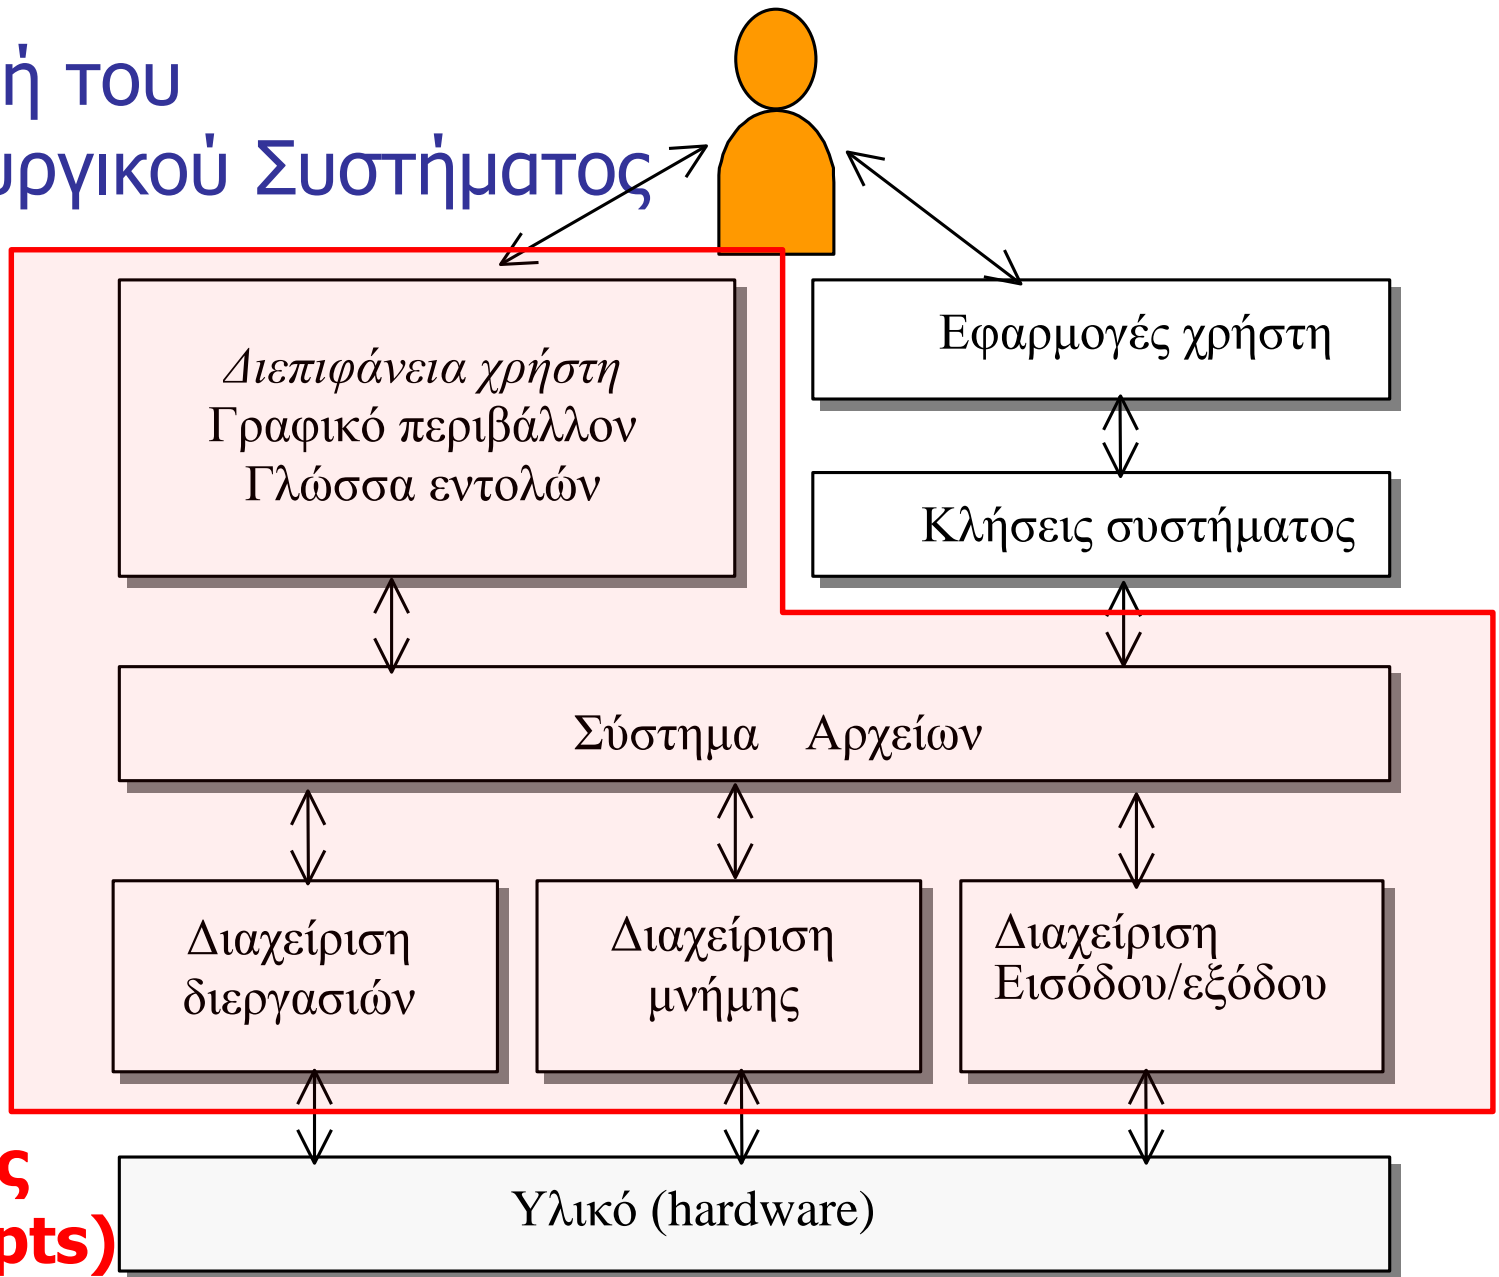 ή του
υργικού Συστήματος
Διεπιφάνεια χρήστη
Γραφικό περιβάλλον
Γλώσσα εντολών
Εφαρμογές χρήστη
Κλήσεις συστήματος
Σύστημα Αρχείων
Διαχείριση
διεργασιών
Διαχείριση
μνήμης
Διαχείριση
Εισόδου/εξόδου
ς
pts)
Υλικό (hardware)